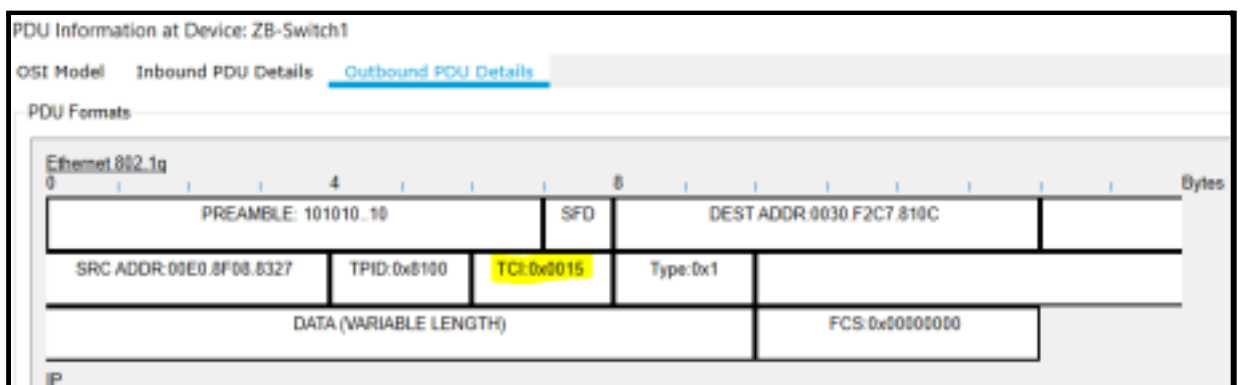 PDU Information at Device: ZB-Switch1
OSI Model Inbound PDU Details Outbound PDU Details
PDU Formats
Ethernet 802.1q
0 4 8 Bytes
PREAMBLE: 101010..10 SFD DEST ADDR:0030.F2C7.810C
SRC ADDR:00E0.8F08.8327 TPID:0x8100 TCI:0x0015 Type:0x1
DATA (VARIABLE LENGTH) FCS:0x00000000
IP